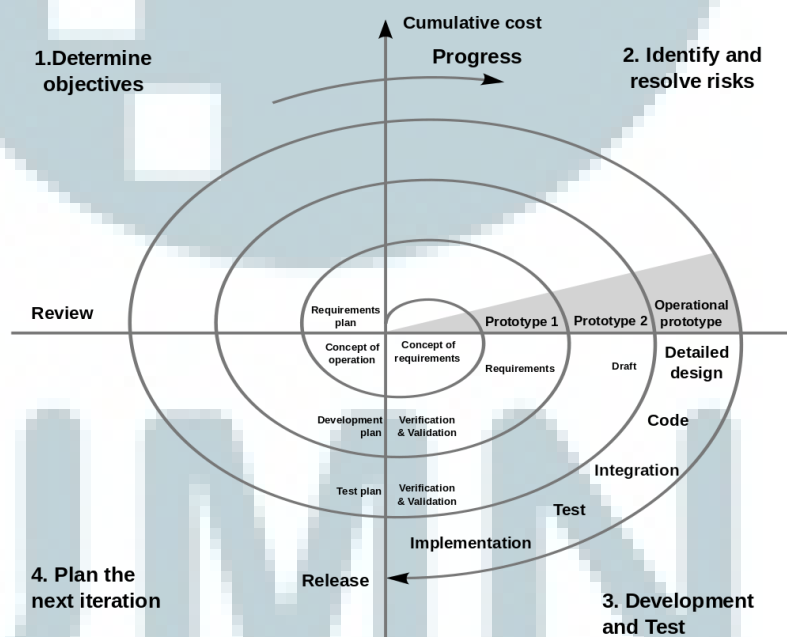 Cumulative cost
Progress
1.Determine
objectives
2. Identify and
resolve risks
Review
Requirements
plan
Prototype 1
Prototype 2
Operational
prototype
Concept of
operation
Concept of
requirements
Requirements
Draft
Detailed
design
Development
plan
Verification
& Validation
Code
Test plan
Verification
& Validation
Integration
Test
Implementation
Release
4. Plan the
next iteration
3. Development
and Test